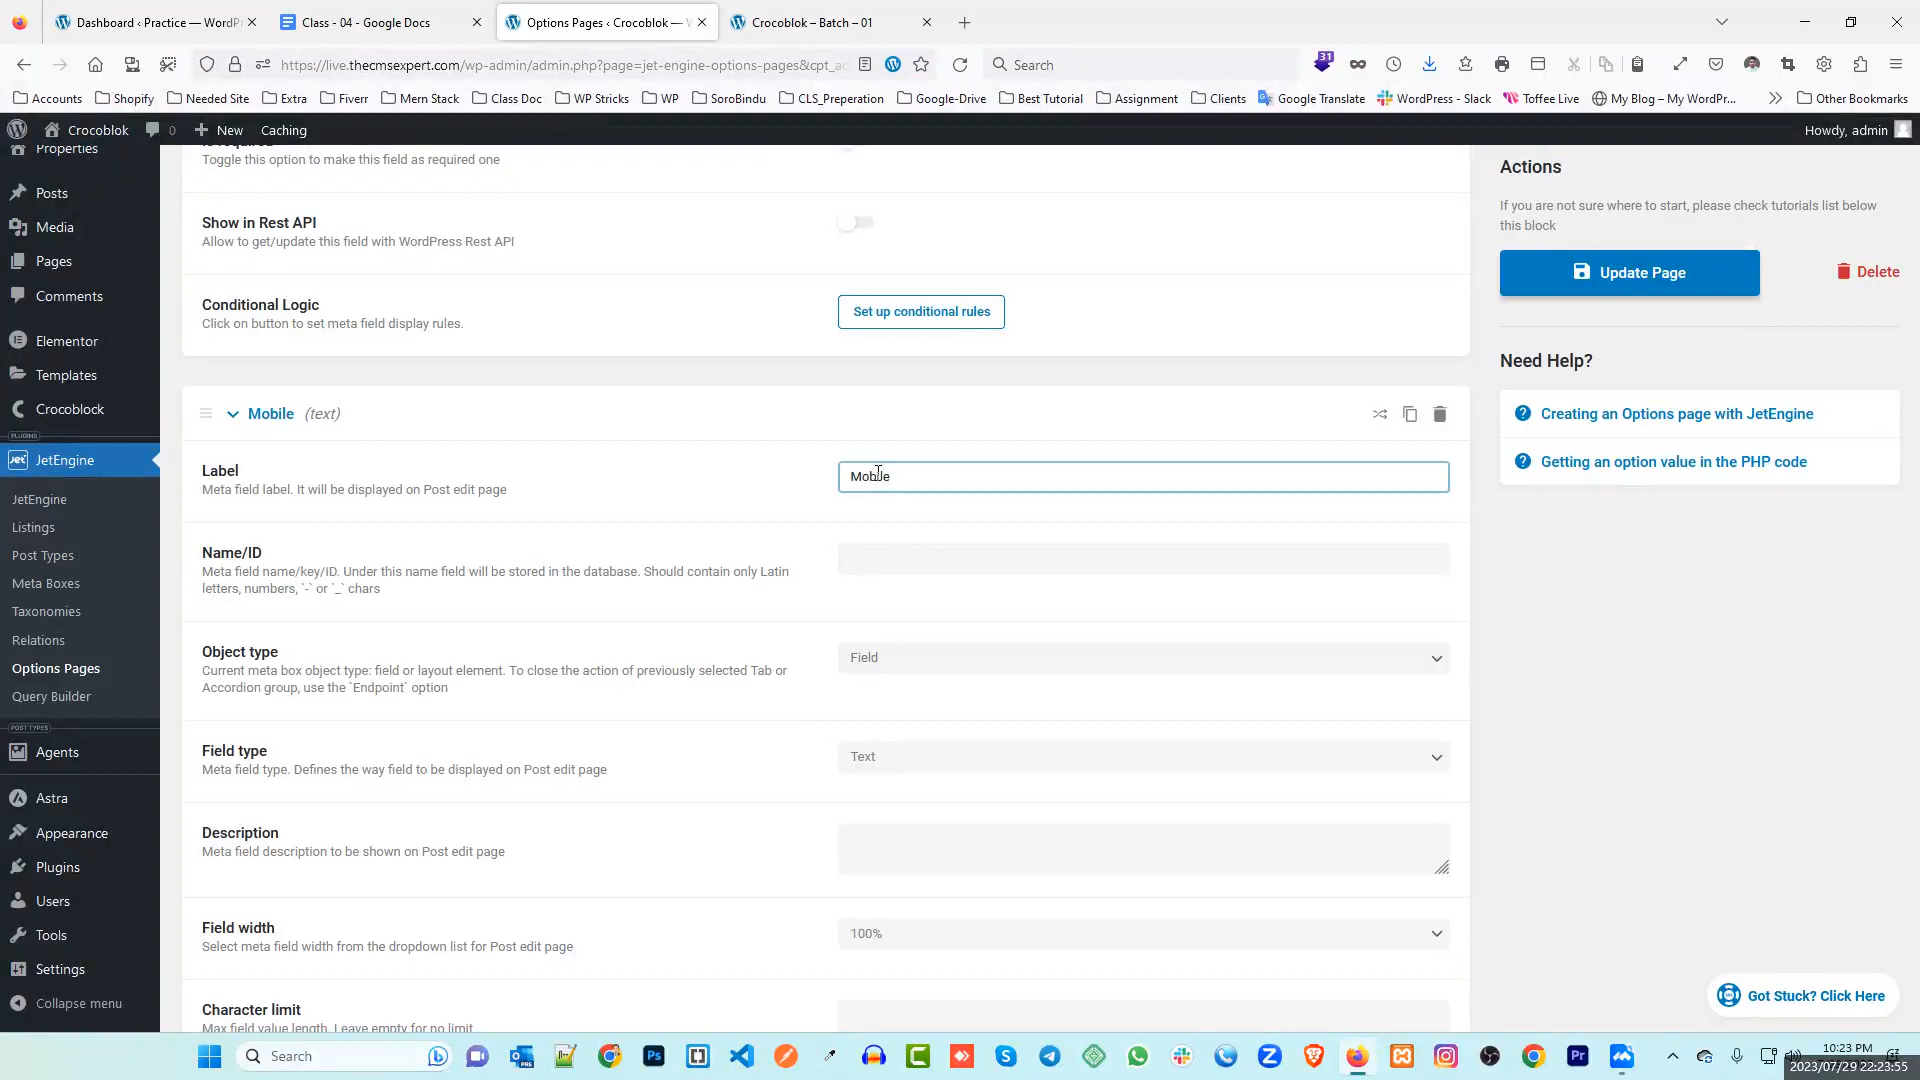 Dashboard ‹ Practice — WordP
Class - 04 - Google Docs
Options Pages ‹ Crocoblok — W
Crocoblok – Batch – 01
https://live.thecmsexpert.com/wp-admin/admin.php?page=jet-engine-options-pages&cpt_ac
Search
31
Accounts
Shopify
Needed Site
Extra
Fiverr
Mern Stack
Class Doc
WP Stricks
WP
SoroBindu
CLS_Preperation
Google-Drive
Best Tutorial
Assignment
Clients
Google Translate
WordPress - Slack
Toffee Live
My Blog – My WordPr...
Other Bookmarks
Crocoblok
0
New
Caching
Howdy, admin
Properties
Posts
Media
Pages
Comments
Elementor
Templates
Crocoblock
PLUGINS
JetEngine
JetEngine
Listings
Post Types
Meta Boxes
Taxonomies
Relations
Options Pages
Query Builder
POST TYPES
Agents
Astra
Appearance
Plugins
Users
Tools
Settings
Collapse menu
Is required
Toggle this option to make this field as required one
Show in Rest API
Allow to get/update this field with WordPress Rest API
Conditional Logic
Click on button to set meta field display rules.
Set up conditional rules
Mobile (text)
Label
Meta field label. It will be displayed on Post edit page
Mobile
Name/ID
Meta field name/key/ID. Under this name field will be stored in the database. Should contain only Latin
letters, numbers, `-` or `_` chars
Object type
Current meta box object type: field or layout element. To close the action of previously selected Tab or
Accordion group, use the `Endpoint` option
Field
Field type
Meta field type. Defines the way field to be displayed on Post edit page
Text
Description
Meta field description to be shown on Post edit page
Field width
Select meta field width from the dropdown list for Post edit page
100%
Character limit
Max field value length. Leave empty for no limit
Actions
If you are not sure where to start, please check tutorials list below
this block
Update Page
Delete
Need Help?
Creating an Options page with JetEngine
Getting an option value in the PHP code
Got Stuck? Click Here
Search
10:23 PM
2023/07/29 22:23:55